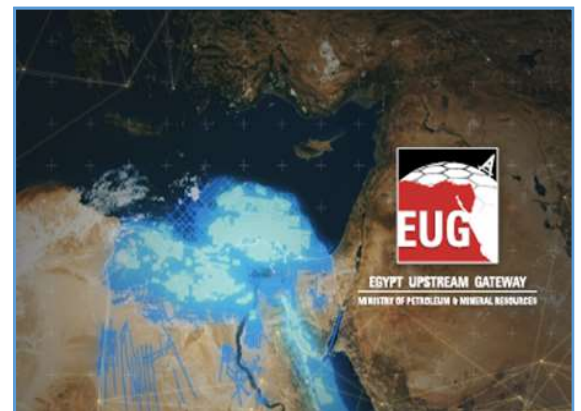 EUG
EGYPT UPSTREAM GATEWAY
MINISTRY OF PETROLEUM & MINERAL RESOURCES